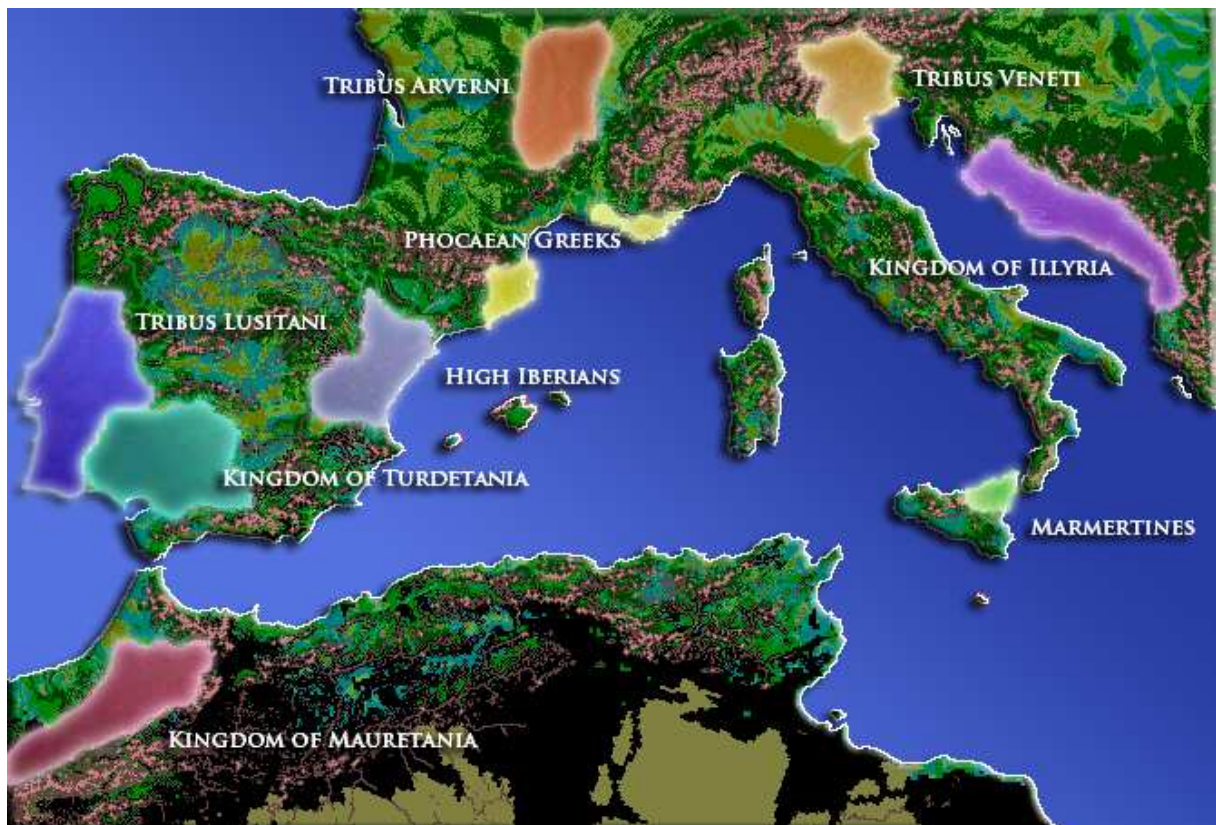 Tribus Arverni
Tribus Veneti
Phocaean Greeks
Kingdom of Illyria
Tribus Lusitani
High Iberians
Kingdom of Turdetania
Marmertines
Kingdom of Mauretania